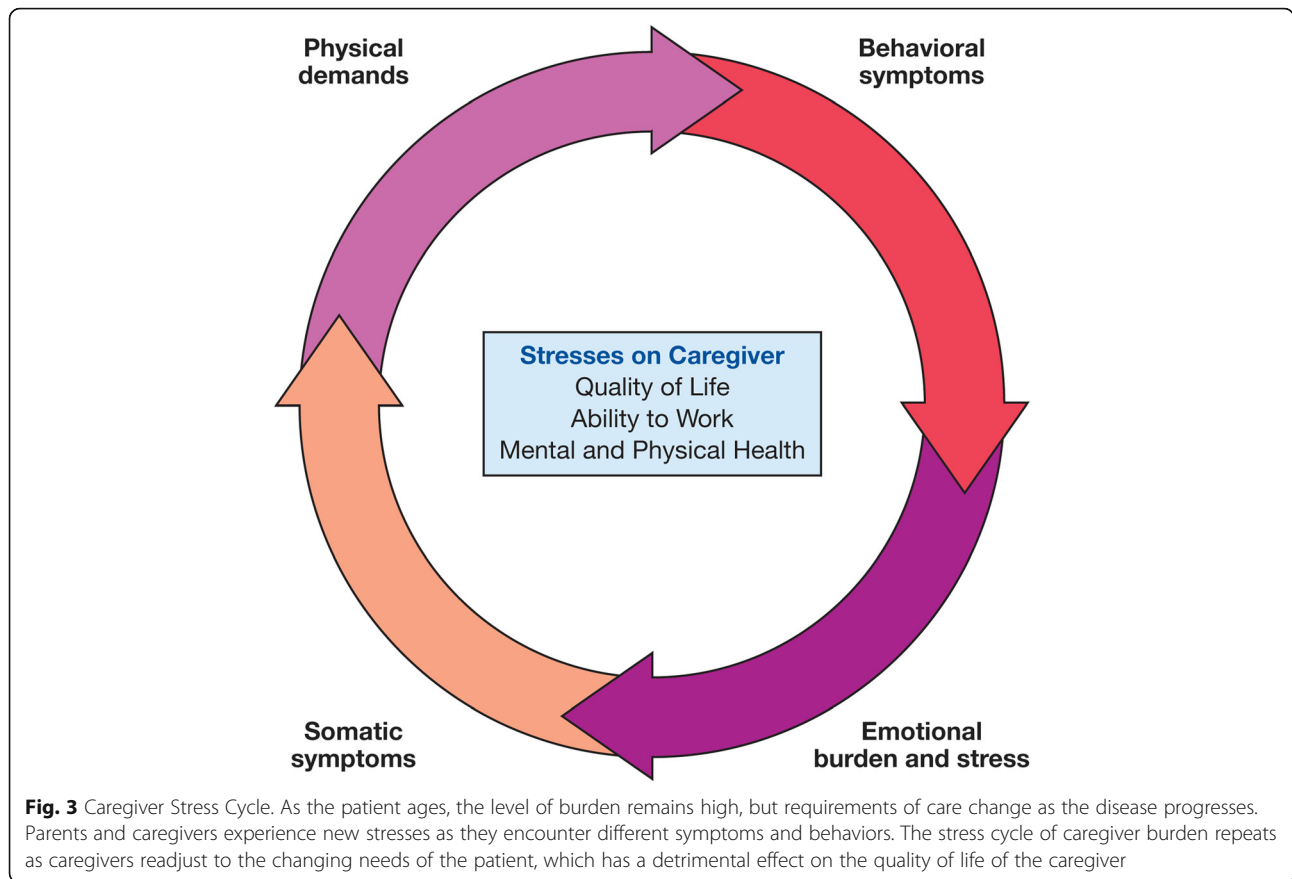 Physical
demands
Behavioral
symptoms
Stresses on Caregiver
Quality of Life
Ability to Work
Mental and Physical Health
Somatic
symptoms
Emotional
burden and stress
Fig. 3 Caregiver Stress Cycle. As the patient ages, the level of burden remains high, but requirements of care change as the disease progresses.
Parents and caregivers experience new stresses as they encounter different symptoms and behaviors. The stress cycle of caregiver burden repeats
as caregivers readjust to the changing needs of the patient, which has a detrimental effect on the quality of life of the caregiver